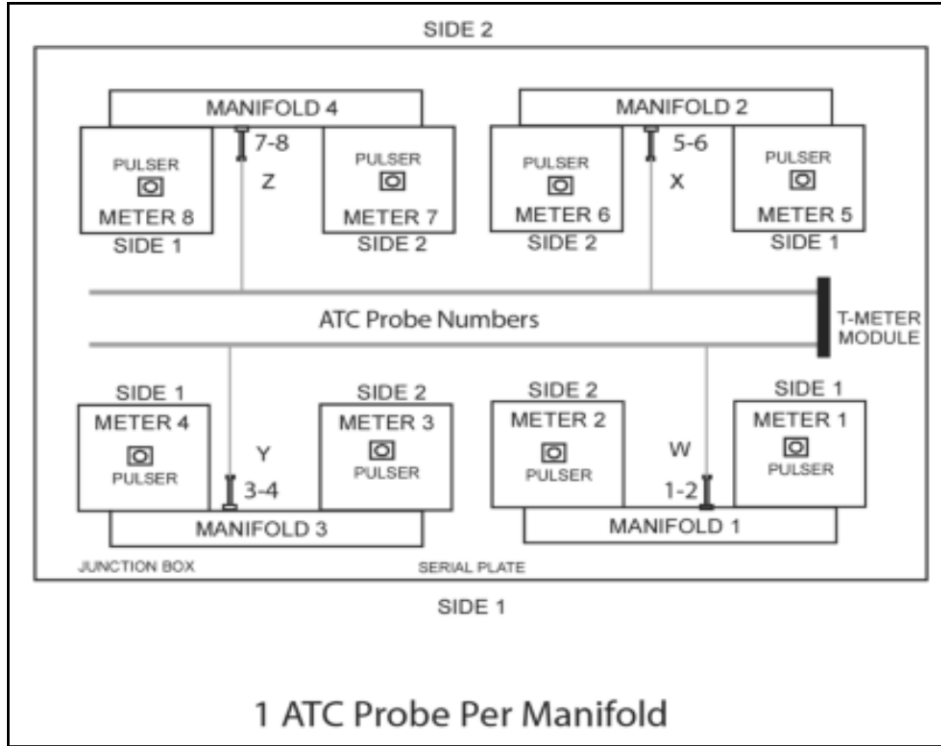 SIDE 2
MANIFOLD 4
MANIFOLD 2
PULSER
METER 8
SIDE 1
7-8
Z
PULSER
METER 7
SIDE 2
PULSER
METER 6
SIDE 2
5-6
X
PULSER
METER 5
SIDE 1
ATC Probe Numbers
T-METER
MODULE
SIDE 1
METER 4
PULSER
Y
3-4
SIDE 2
METER 3
PULSER
SIDE 2
METER 2
PULSER
W
1-2
SIDE 1
METER 1
PULSER
MANIFOLD 3
MANIFOLD 1
JUNCTION BOX
SERIAL PLATE
SIDE 1
1 ATC Probe Per Manifold